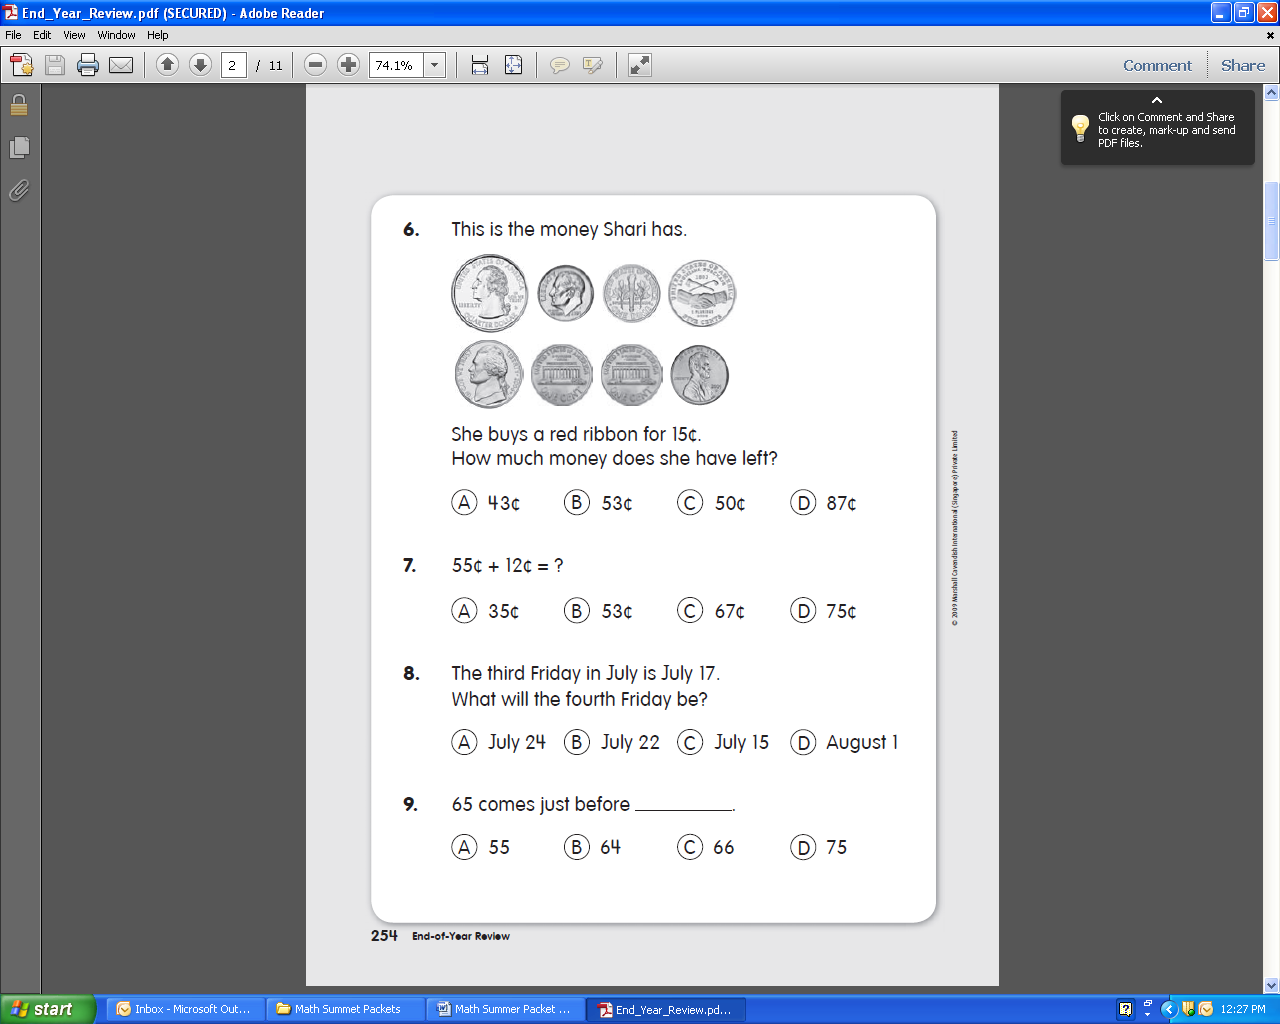 End_Year_Review.pdf (SECURED) - Adobe Reader
File Edit View Window Help
2 / 11 74.1% Comment Share
Click on Comment and Share
to create, mark-up and send
PDF files.
6. This is the money Shari has.
She buys a red ribbon for 15¢.
How much money does she have left?
A 43¢ B 53¢ C 50¢ D 87¢
7. 55¢ + 12¢ = ?
A 35¢ B 53¢ C 67¢ D 75¢
8. The third Friday in July is July 17.
What will the fourth Friday be?
A July 24 B July 22 C July 15 D August 1
9. 65 comes just before __________.
A 55 B 64 C 66 D 75
© 2009 Marshall Cavendish International (Singapore) Private Limited
254 End-of-Year Review
start Inbox - Microsoft Out... Math Summet Packets Math Summer Packet ... End_Year_Review.pd... 12:27 PM